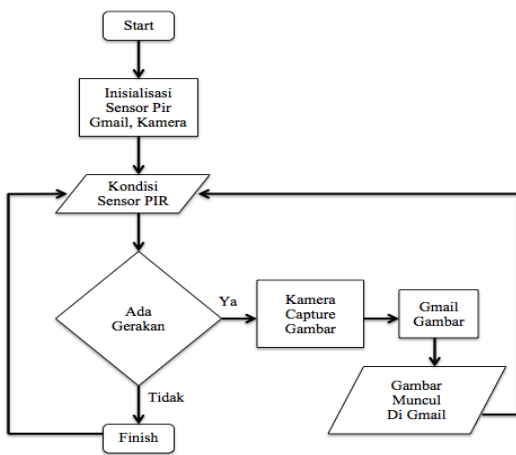 Start
Inisialisasi
Sensor Pir
Gmail, Kamera
Kondisi
Sensor PIR
Ada
Gerakan
Ya
Kamera
Capture
Gambar
Gmail
Gambar
Gambar
Muncul
Di Gmail
Tidak
Finish